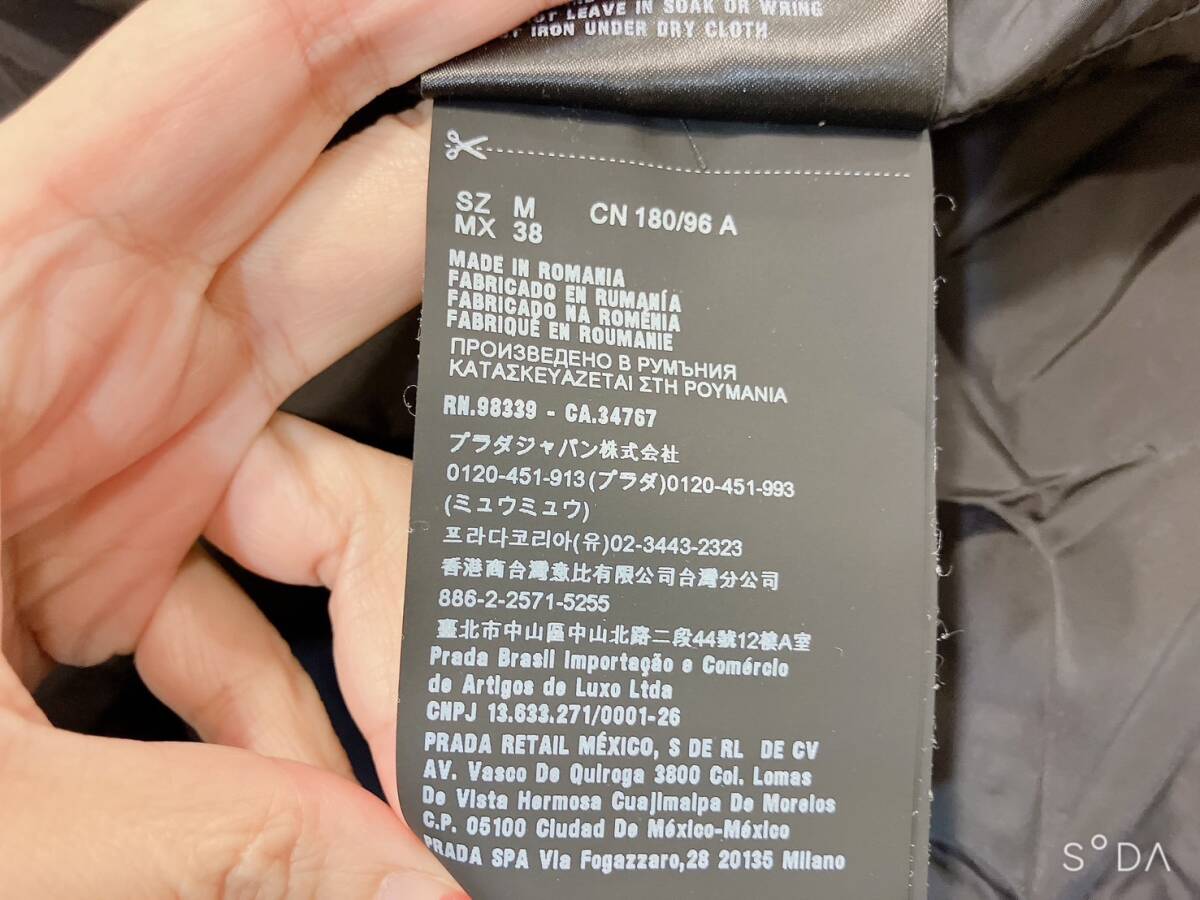 LEAVE IN SOAK OR WRING
IRON UNDER DRY CLOTH
SZ M
CN 180/96 A
MX 38
MADE IN ROMANIA
FABRICADO EN RUMANÍA
FABRICADO NA ROMÊNIA
FABRIQUÉ EN ROUMANIE
ПРОИЗВЕДЕНО В РУМЪНИЯ
ΚΑΤΑΣΚΕΥΑΖΕΤΑΙ ΣΤΗ ΡΟΥΜΑΝΙΑ
RN.98339 - CA.34767
プラダジャパン株式会社
0120-451-913(プラダ)0120-451-993
(ミュウミュウ)
프라다코리아(유)02-3443-2323
香港商台灣意比有限公司台灣分公司
886-2-2571-5255
臺北市中山區中山北路二段44號12樓A室
Prada Brasil Importação e Comércio
de Artigos de Luxo Ltda
CNPJ 13.633.271/0001-26
PRADA RETAIL MÉXICO, S DE RL DE CV
AV. Vasco De Quiroga 3800 Col. Lomas
De Vista Hermosa Cuajimalpa De Morelos
C.P. 05100 Ciudad De México-México
PRADA SPA Via Fogazzaro,28 20135 Milano
SODA